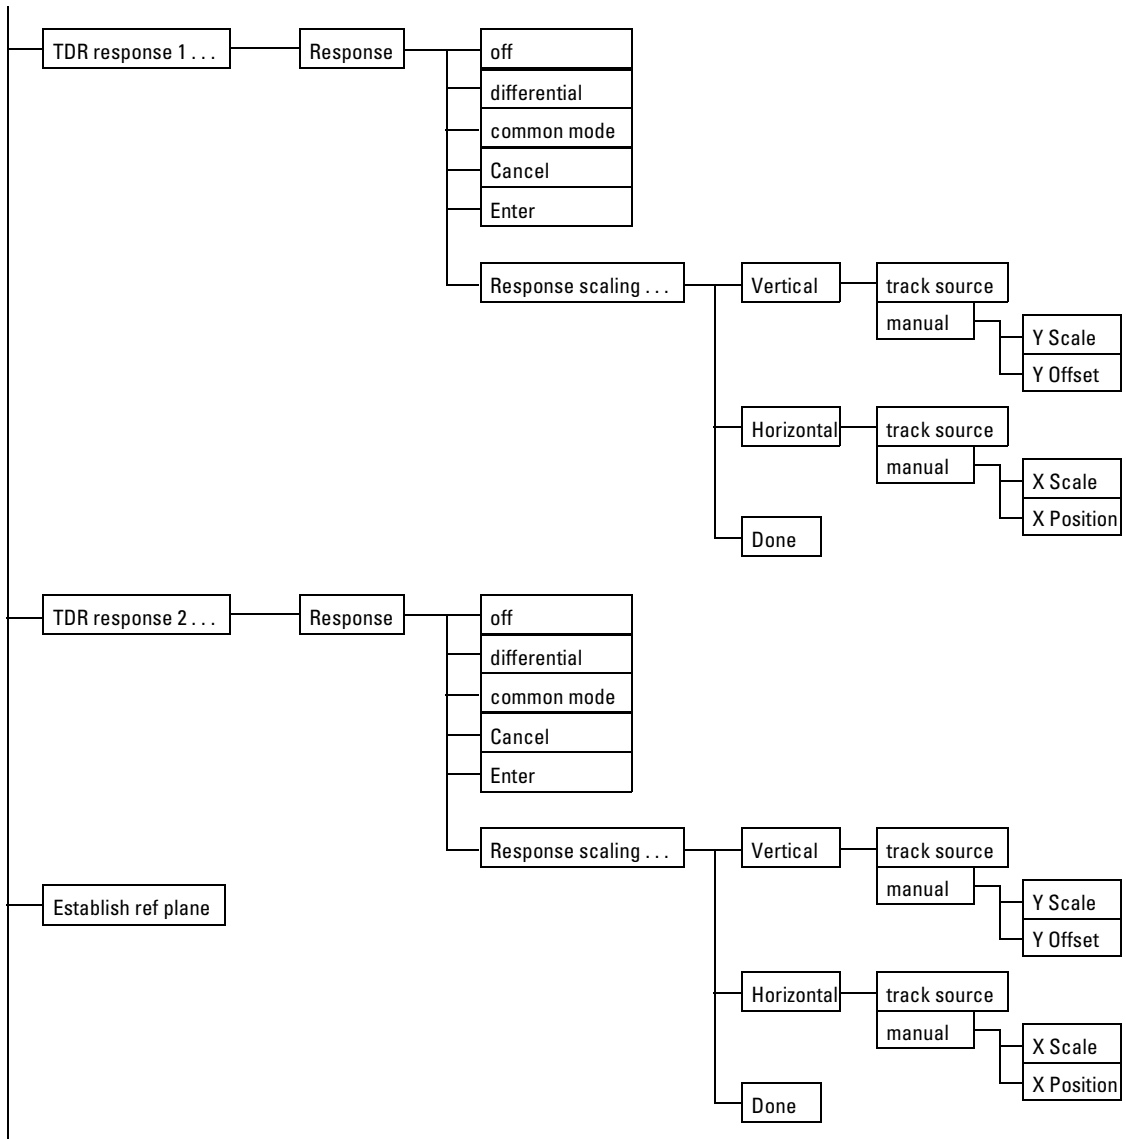 TDR response 1 . . .
Response
off
differential
common mode
Cancel
Enter
Response scaling . . .
Vertical
track source
manual
Y Scale
Y Offset
Horizontal
track source
manual
X Scale
X Position
Done
TDR response 2 . . .
Response
off
differential
common mode
Cancel
Enter
Response scaling . . .
Vertical
track source
manual
Y Scale
Y Offset
Horizontal
track source
manual
X Scale
X Position
Done
Establish ref plane